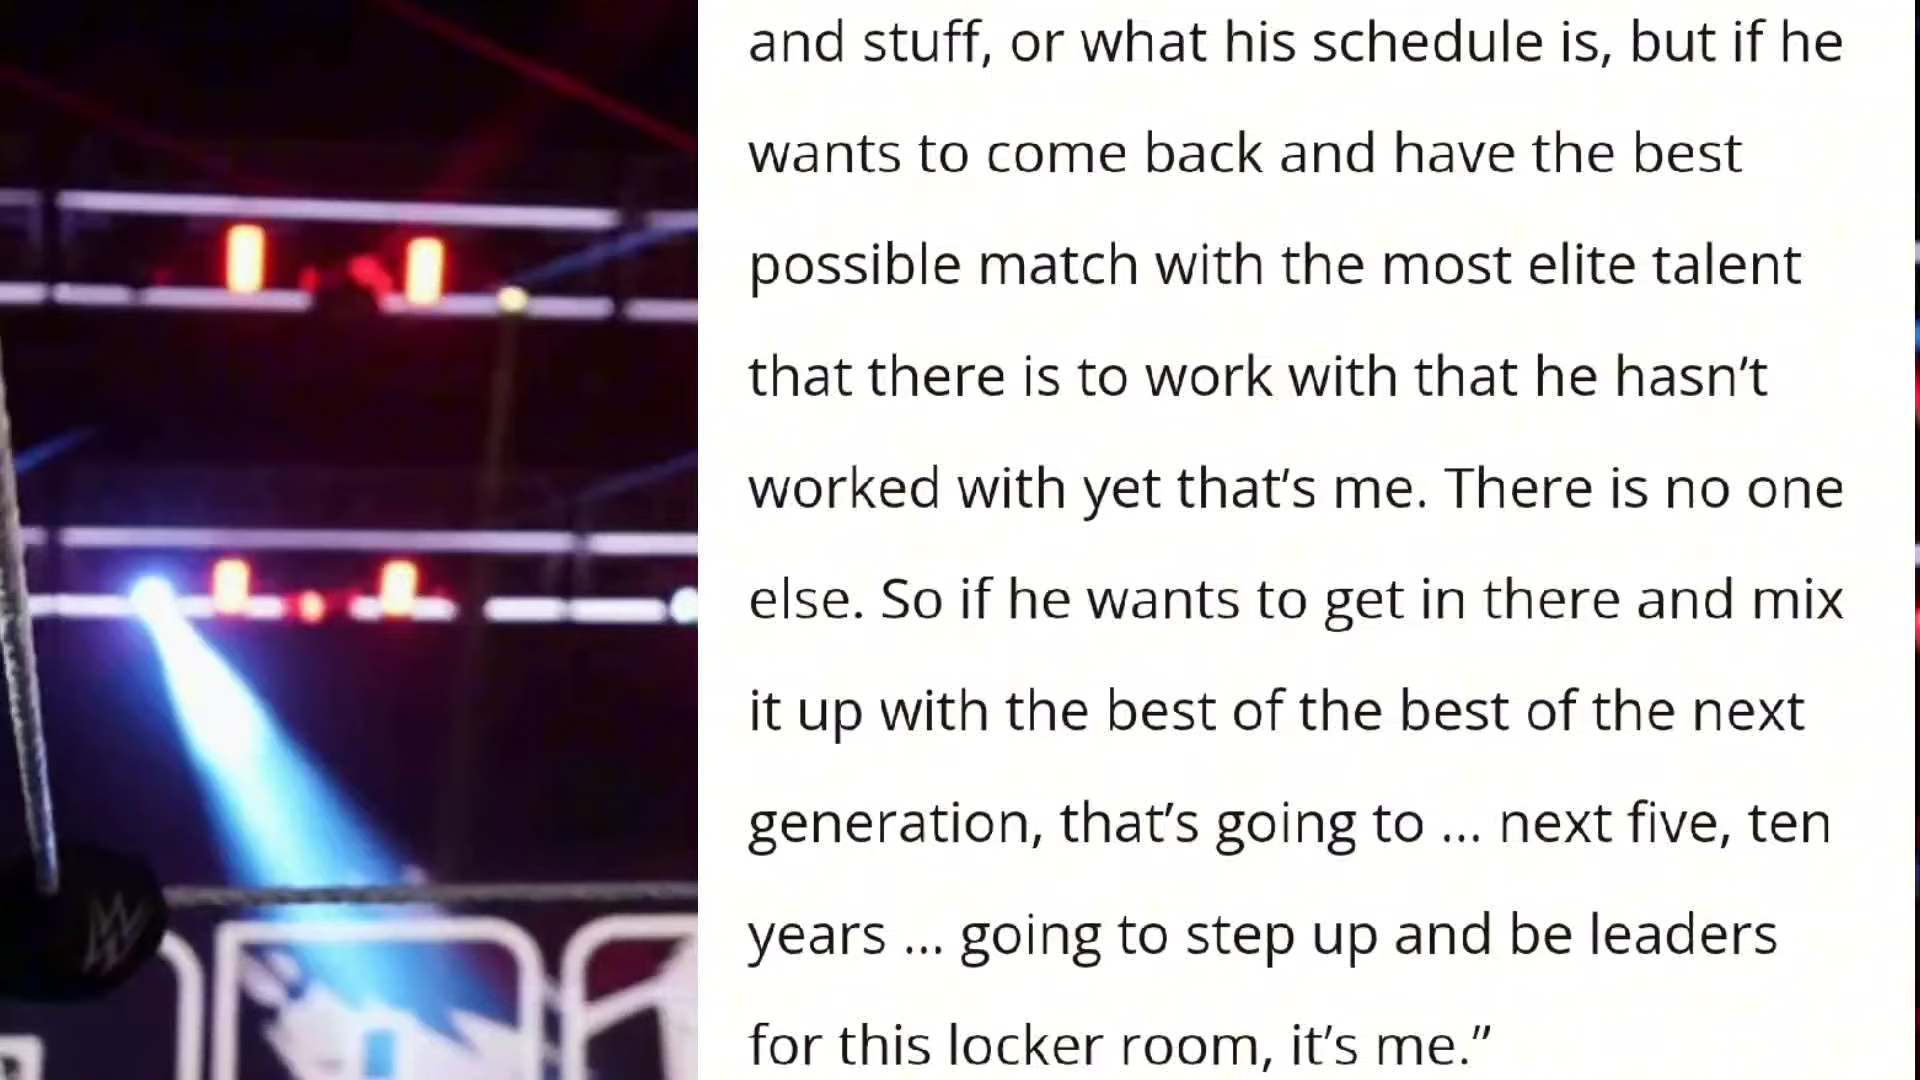 and stuff, or what his schedule is, but if he
wants to come back and have the best
possible match with the most elite talent
that there is to work with that he hasn’t
worked with yet that’s me. There is no one
else. So if he wants to get in there and mix
it up with the best of the best of the next
generation, that’s going to ... next five, ten
years ... going to step up and be leaders
for this locker room, it’s me.”
W